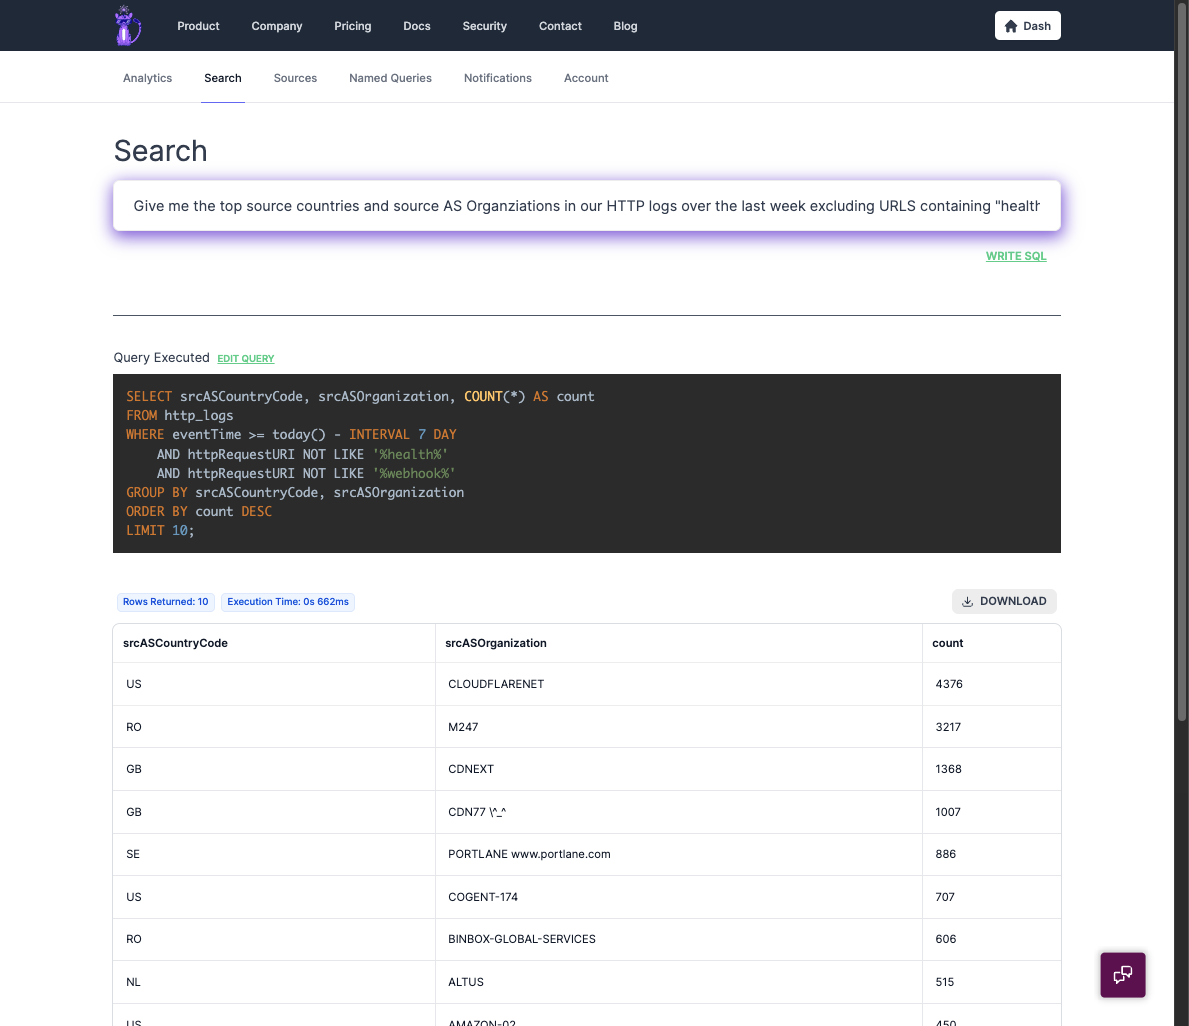 Product Company Pricing Docs Security Contact Blog Dash
Analytics Search Sources Named Queries Notifications Account
Search
Give me the top source countries and source AS Organziations in our HTTP logs over the last week excluding URLS containing "health
WRITE SQL
Query Executed EDIT QUERY
SELECT srcASCountryCode, srcASOrganization, COUNT(*) AS count
FROM http_logs
WHERE eventTime >= today() - INTERVAL 7 DAY
    AND httpRequestURI NOT LIKE '%health%'
    AND httpRequestURI NOT LIKE '%webhook%'
GROUP BY srcASCountryCode, srcASOrganization
ORDER BY count DESC
LIMIT 10;
Rows Returned: 10 Execution Time: 0s 662ms DOWNLOAD
srcASCountryCode srcASOrganization count
US CLOUDFLARENET 4376
RO M247 3217
GB CDNEXT 1368
GB CDN77 \^_^ 1007
SE PORTLANE www.portlane.com 886
US COGENT-174 707
RO BINBOX-GLOBAL-SERVICES 606
NL ALTUS 515
US AMAZON-02 450